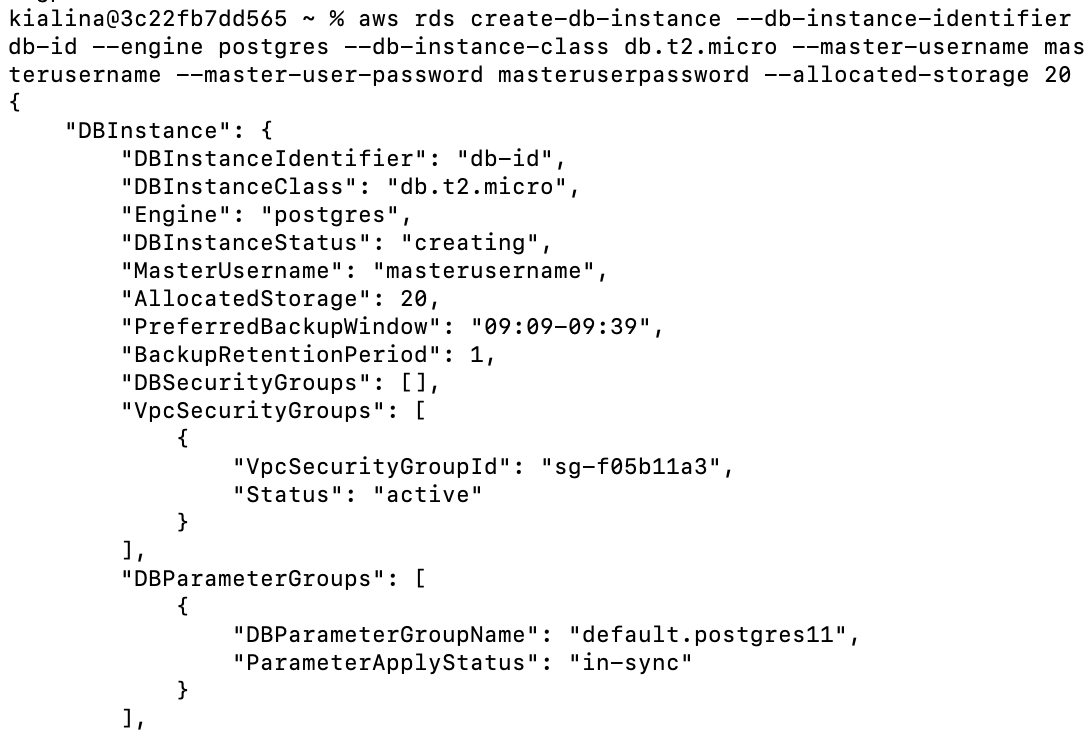 kialina@3c22fb7dd565 ~ % aws rds create-db-instance --db-instance-identifier
db-id --engine postgres --db-instance-class db.t2.micro --master-username mas
terusername --master-user-password masteruserpassword --allocated-storage 20
{
    "DBInstance": {
        "DBInstanceIdentifier": "db-id",
        "DBInstanceClass": "db.t2.micro",
        "Engine": "postgres",
        "DBInstanceStatus": "creating",
        "MasterUsername": "masterusername",
        "AllocatedStorage": 20,
        "PreferredBackupWindow": "09:09-09:39",
        "BackupRetentionPeriod": 1,
        "DBSecurityGroups": [],
        "VpcSecurityGroups": [
            {
                "VpcSecurityGroupId": "sg-f05b11a3",
                "Status": "active"
            }
        ],
        "DBParameterGroups": [
            {
                "DBParameterGroupName": "default.postgres11",
                "ParameterApplyStatus": "in-sync"
            }
        ],